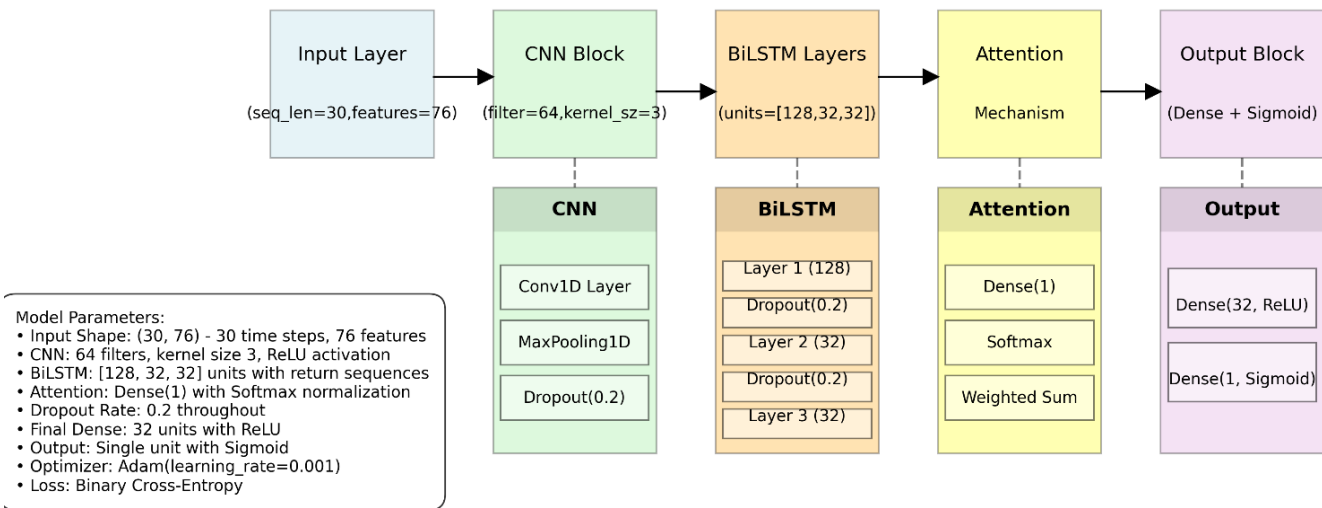 Input Layer
(seq_len=30,features=76)
CNN Block
(filter=64,kernel_sz=3)
BiLSTM Layers
(units=[128,32,32])
Attention
Mechanism
Output Block
(Dense + Sigmoid)
CNN
Conv1D Layer
MaxPooling1D
Dropout(0.2)
BiLSTM
Layer 1 (128)
Dropout(0.2)
Layer 2 (32)
Dropout(0.2)
Layer 3 (32)
Attention
Dense(1)
Softmax
Weighted Sum
Output
Dense(32, ReLU)
Dense(1, Sigmoid)
Model Parameters:
• Input Shape: (30, 76) - 30 time steps, 76 features
• CNN: 64 filters, kernel size 3, ReLU activation
• BiLSTM: [128, 32, 32] units with return sequences
• Attention: Dense(1) with Softmax normalization
• Dropout Rate: 0.2 throughout
• Final Dense: 32 units with ReLU
• Output: Single unit with Sigmoid
• Optimizer: Adam(learning_rate=0.001)
• Loss: Binary Cross-Entropy